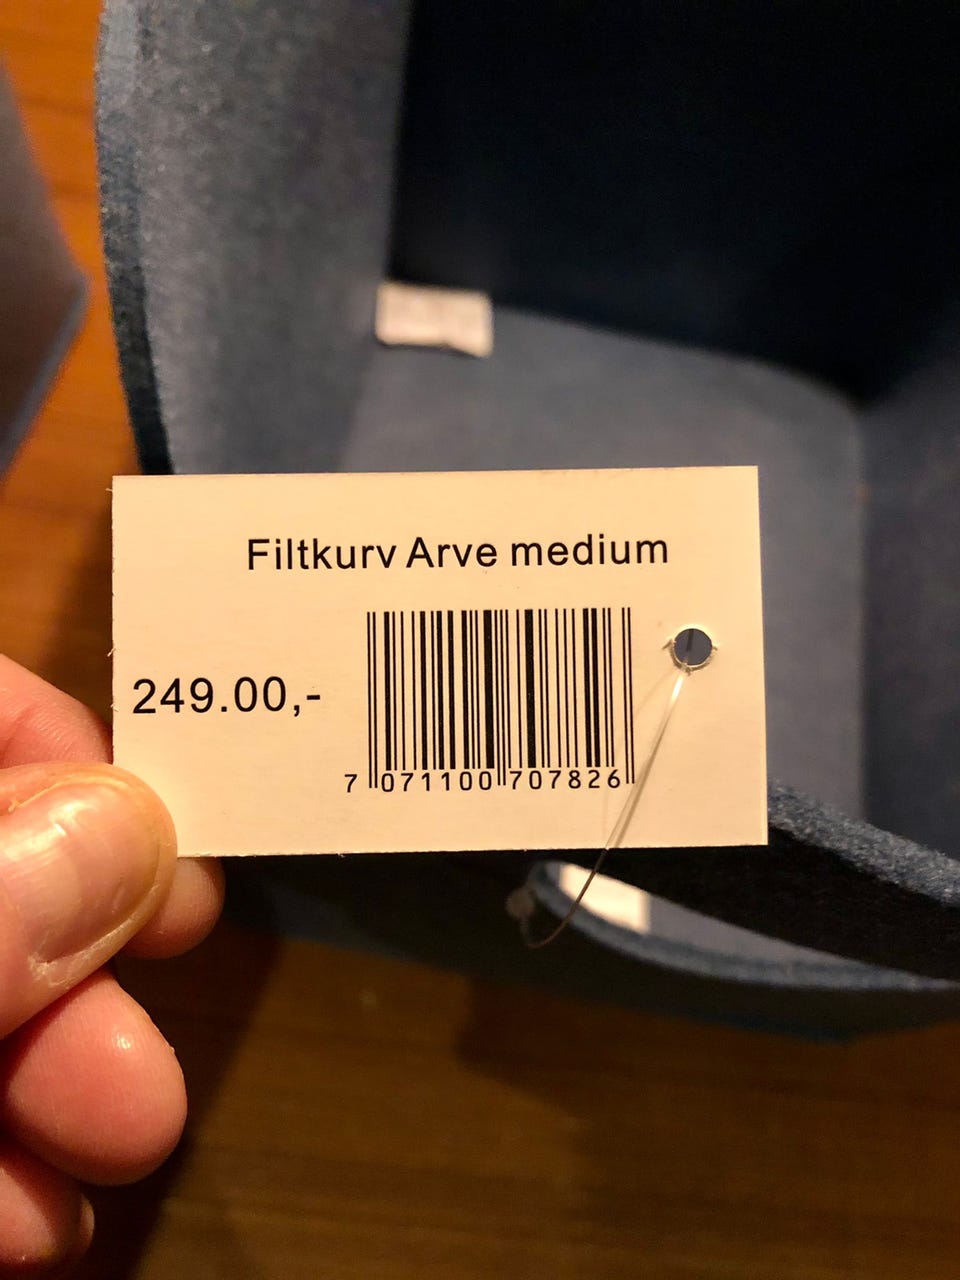 Filtkurv Arve medium
249.00,-
7 071100 707826